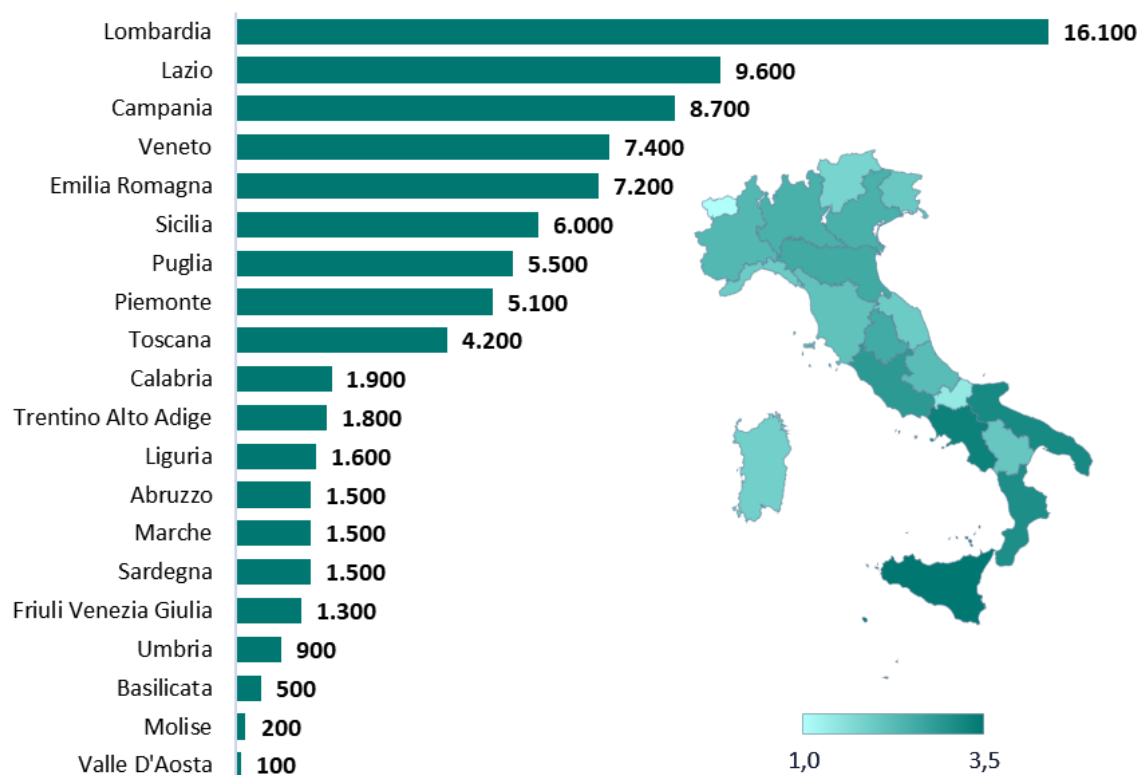 Lombardia 16.100
Lazio 9.600
Campania 8.700
Veneto 7.400
Emilia Romagna 7.200
Sicilia 6.000
Puglia 5.500
Piemonte 5.100
Toscana 4.200
Calabria 1.900
Trentino Alto Adige 1.800
Liguria 1.600
Abruzzo 1.500
Marche 1.500
Sardegna 1.500
Friuli Venezia Giulia 1.300
Umbria 900
Basilicata 500
Molise 200
Valle D'Aosta 100
1,0 3,5